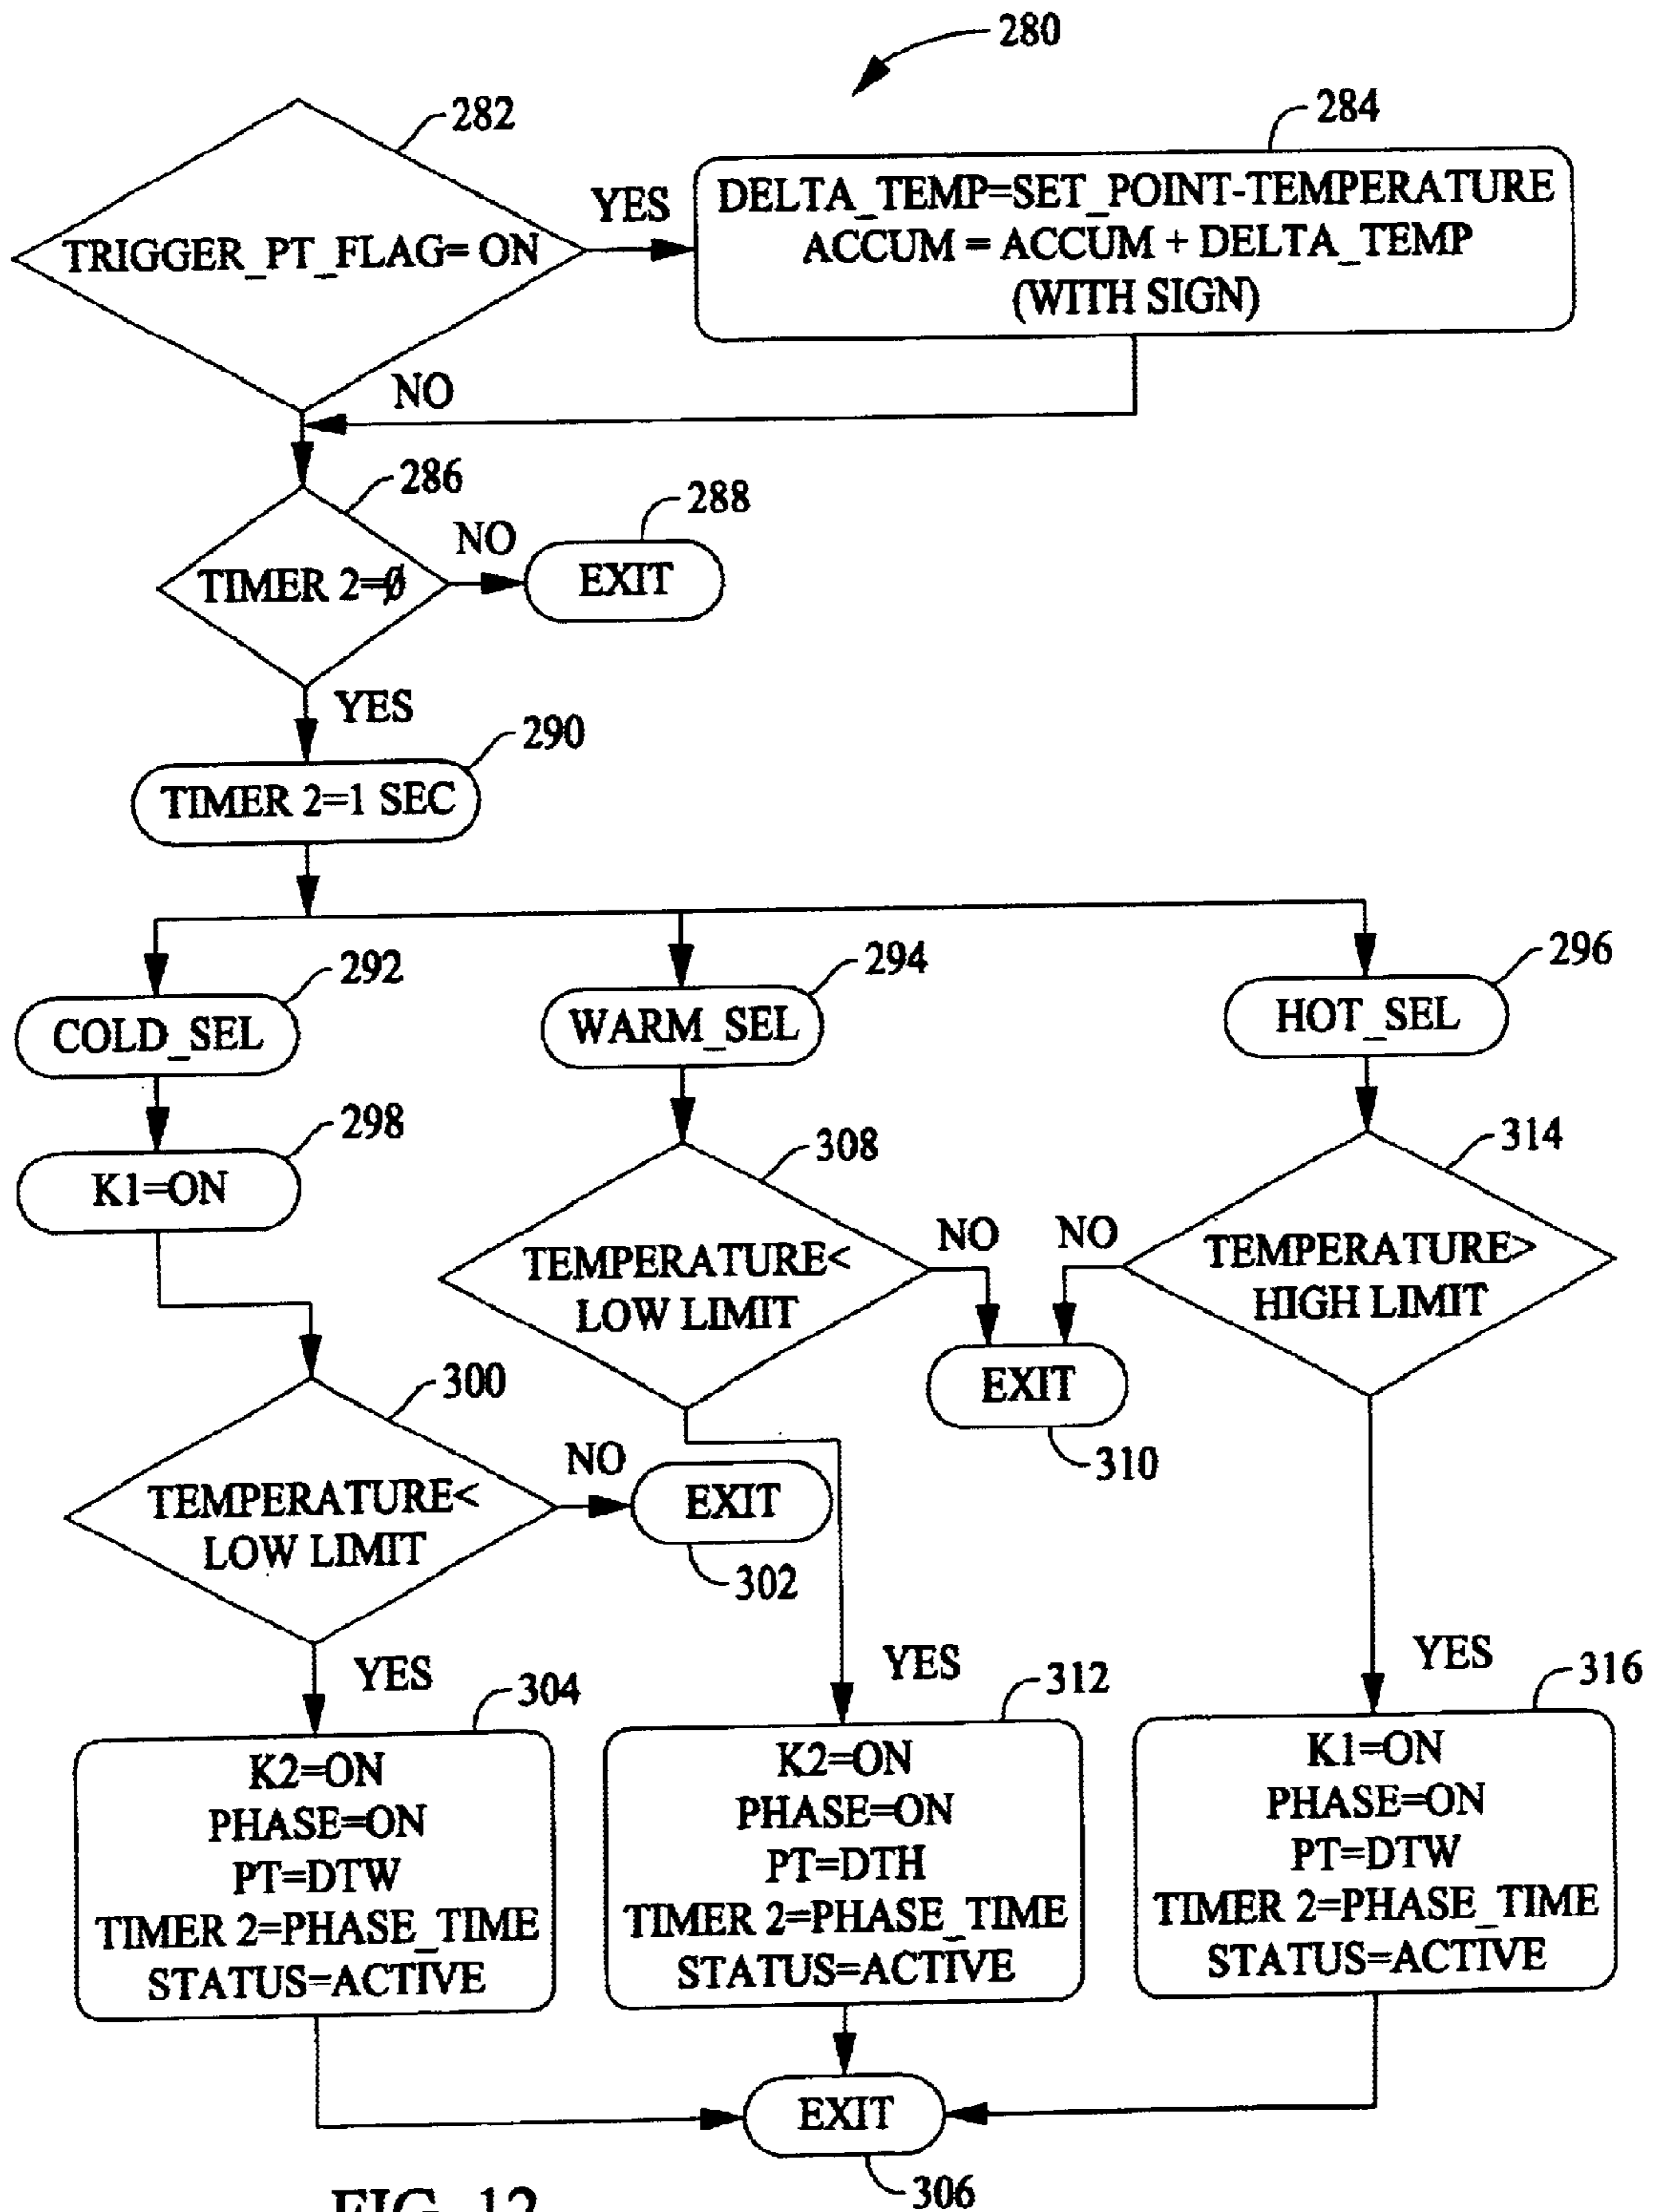 280
282
284
YES
DELTA_TEMP=SET_POINT-TEMPERATURE
ACCUM = ACCUM + DELTA_TEMP
(WITH SIGN)
TRIGGER_PT_FLAG= ON
NO
286
288
NO
TIMER 2=Ø
EXIT
YES
290
TIMER 2=1 SEC
292
294
296
COLD_SEL
WARM_SEL
HOT_SEL
298
308
314
K1=ON
NO
NO
TEMPERATURE<
LOW LIMIT
TEMPERATURE>
HIGH LIMIT
300
EXIT
310
NO
TEMPERATURE<
LOW LIMIT
EXIT
302
YES
YES
YES
304
312
316
K2=ON
PHASE=ON
PT=DTW
TIMER 2=PHASE_TIME
STATUS=ACTIVE
K2=ON
PHASE=ON
PT=DTH
TIMER 2=PHASE_TIME
STATUS=ACTIVE
K1=ON
PHASE=ON
PT=DTW
TIMER 2=PHASE_TIME
STATUS=ACTIVE
EXIT
306
FIG. 12